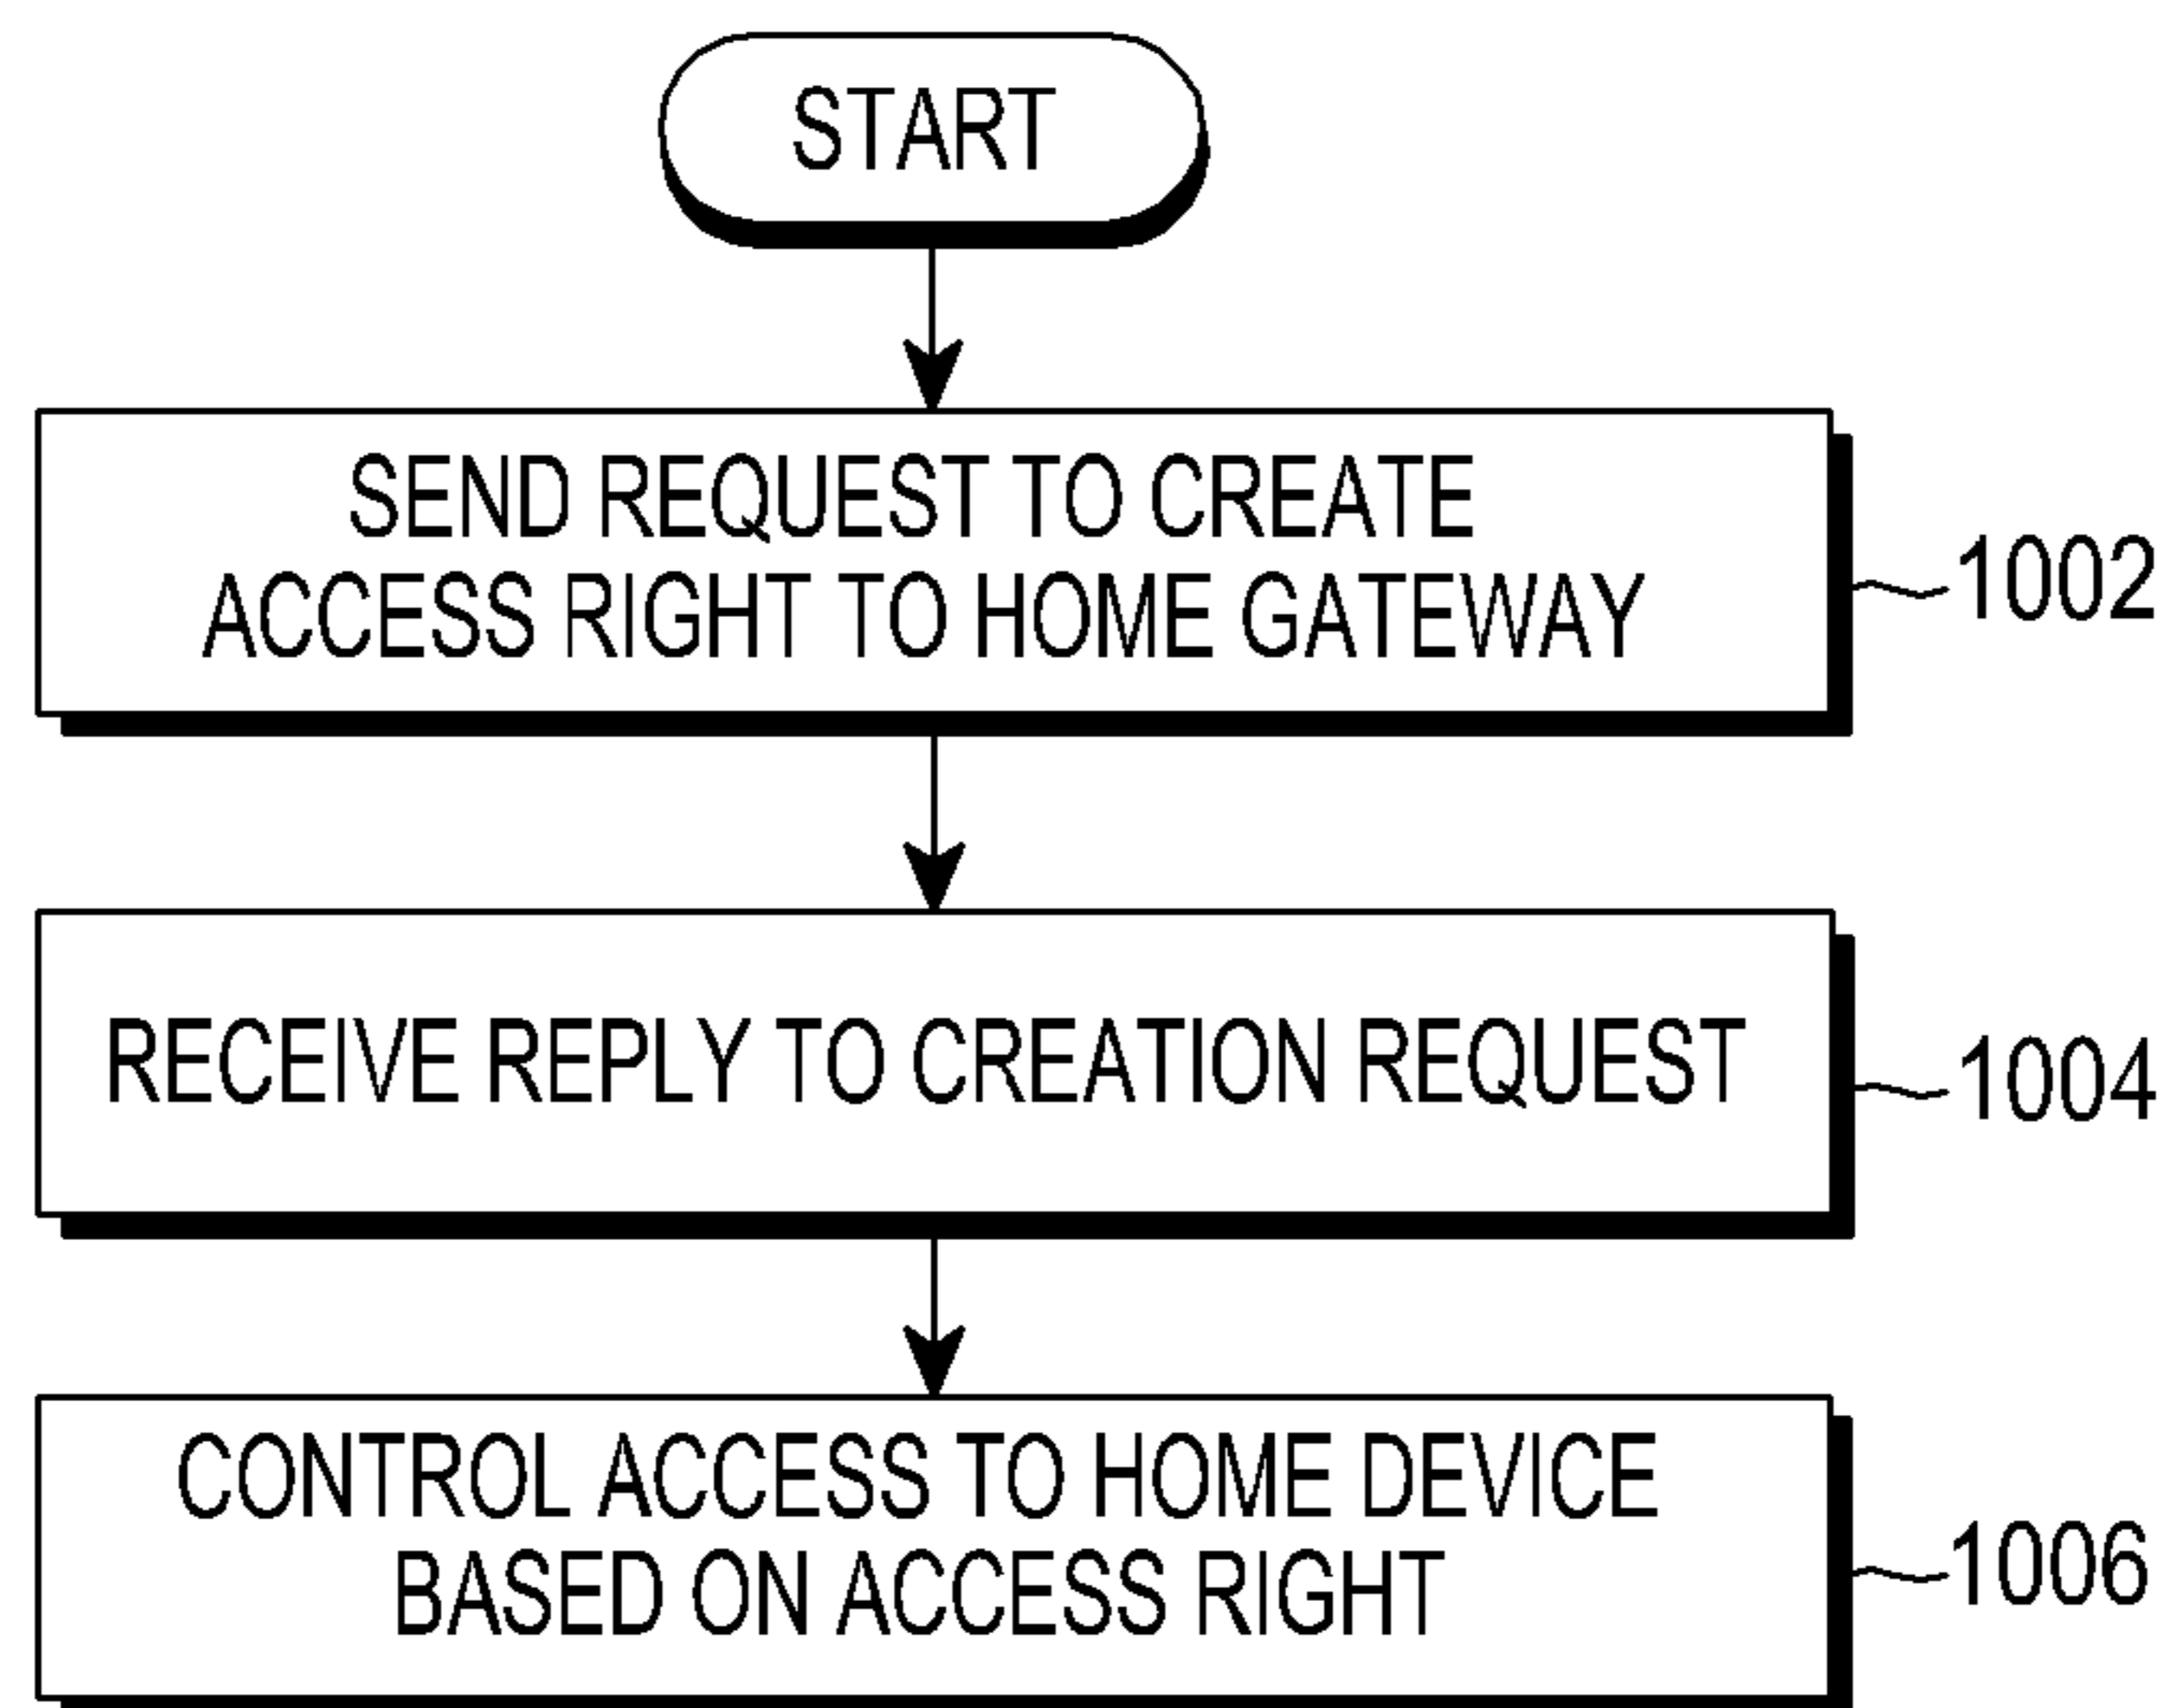 START
SEND REQUEST TO CREATE
ACCESS RIGHT TO HOME GATEWAY
1002
RECEIVE REPLY TO CREATION REQUEST
1004
CONTROL ACCESS TO HOME DEVICE
BASED ON ACCESS RIGHT
1006